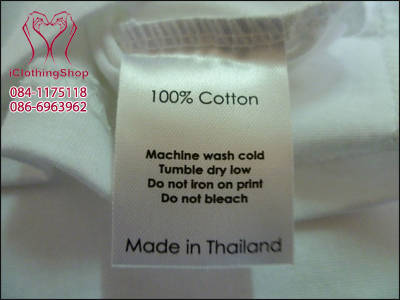 iClothingShop
084-1175118
086-6963962
100% Cotton
Machine wash cold
Tumble dry low
Do not iron on print
Do not bleach
Made in Thailand